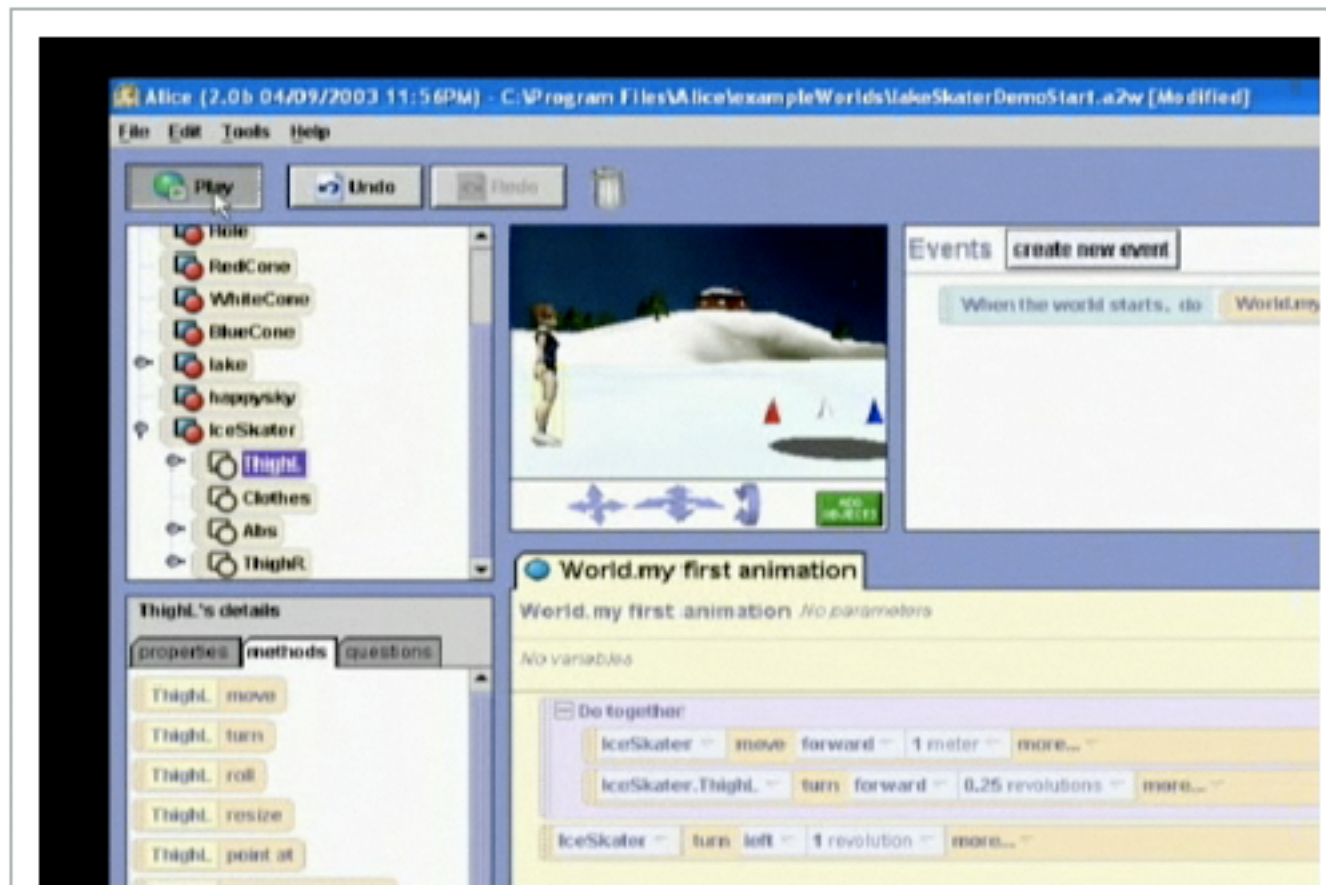 Alice (2.0b 04/09/2003 11:56PM) - C:\Program Files\Alice\exampleWorlds\lakeSkaterDemoStart.a2w [Modified]
File Edit Tools Help
Play Undo Redo
Hole
RedCone
WhiteCone
BlueCone
lake
happysky
IceSkater
ThighL
Clothes
Abs
ThighR
ADD
OBJECTS
Events create new event
When the world starts, do World.my
ThighL's details
properties methods questions
ThighL move
ThighL turn
ThighL roll
ThighL resize
ThighL point at
World.my first animation
World.my first animation No parameters
No variables
Do together
IceSkater move forward 1 meter more...
IceSkater.ThighL turn forward 0.25 revolutions more...
IceSkater turn left 1 revolution more...